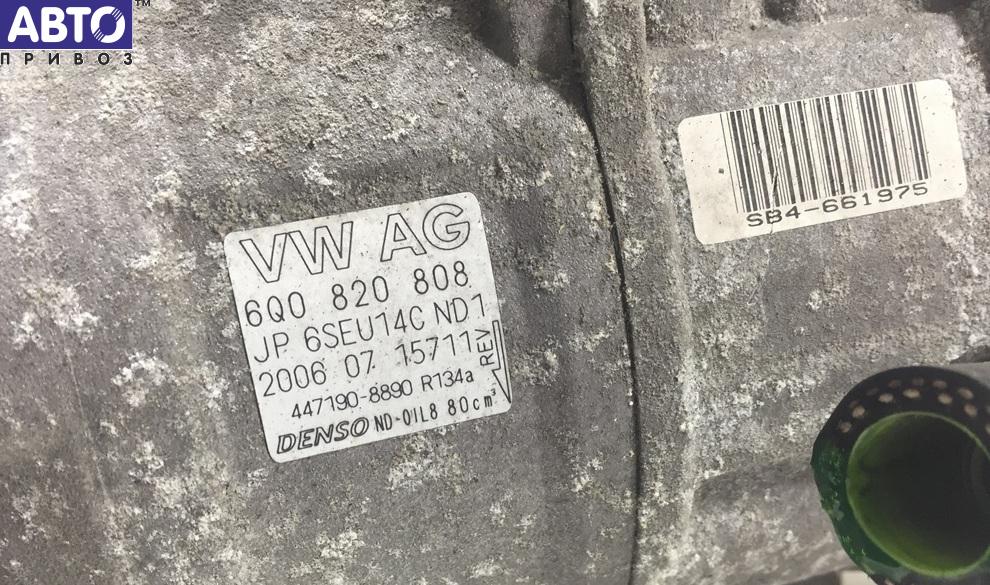 АВТО™
ПРИВОЗ
VW AG
6Q0 820 808
JP 6SEU14C ND1
2006 07 15711
REV
447190-8890 R134a
DENSO ND-OIL8 80cm³
SB4-661975